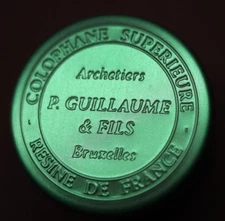 COLOPHANE SUPERIEURE
Archetiers
P. GUILLAUME
& FILS
Bruxelles
- RESINE DE FRANCE -